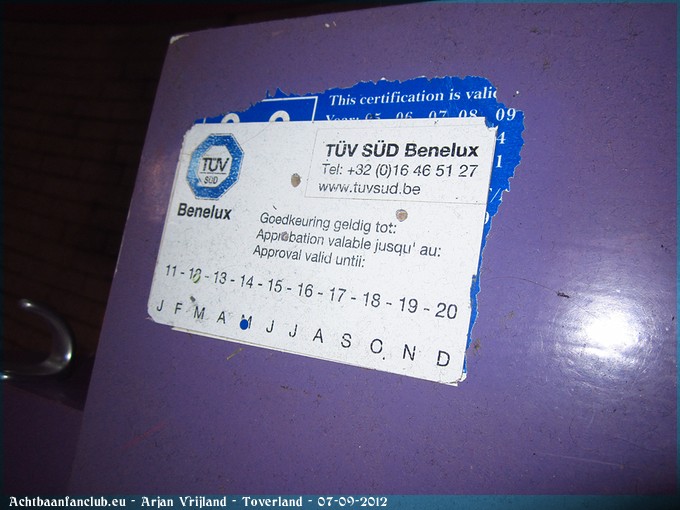 This certification is valid
Year: 05 06 07 08 09
TÜV SÜD Benelux
Tel: +32 (0)16 46 51 27
www.tuvsud.be
TÜV
SÜD
Benelux
Goedkeuring geldig tot:
Approbation valable jusqu' au:
Approval valid until:
11 - 12 - 13 - 14 - 15 - 16 - 17 - 18 - 19 - 20
J F M A M J J A S O N D
Achtbaanfanclub.eu - Arjan Vrijland - Toverland - 07-09-2012